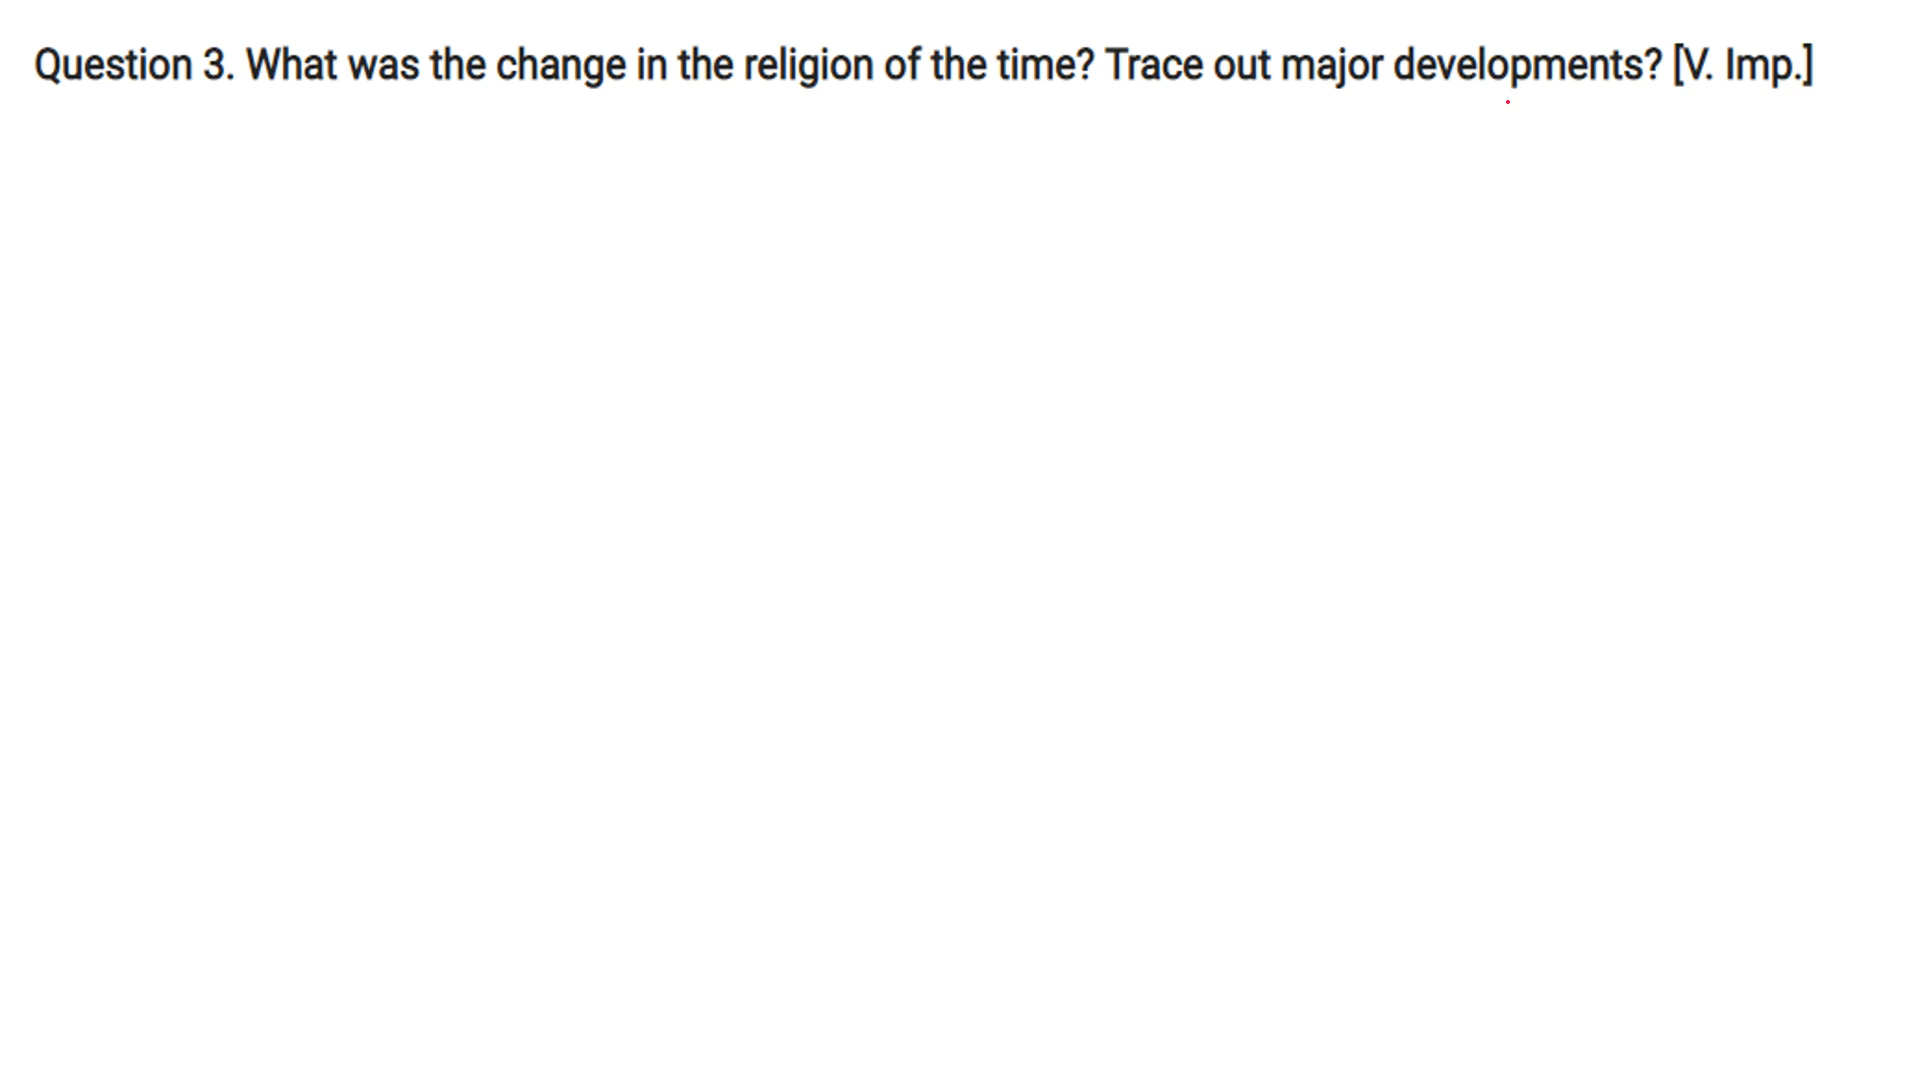 Question 3. What was the change in the religion of the time? Trace out major developments? [V. Imp.]